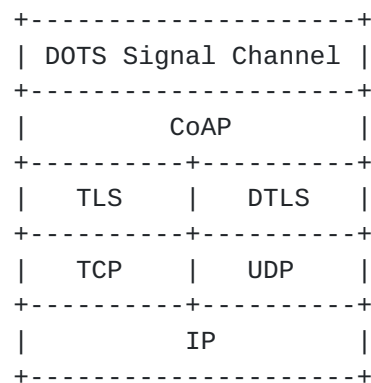 +---------------------+
| DOTS Signal Channel |
+---------------------+
|         CoAP        |
+----------+----------+
|   TLS    |   DTLS   |
+----------+----------+
|   TCP    |   UDP    |
+----------+----------+
|          IP         |
+---------------------+